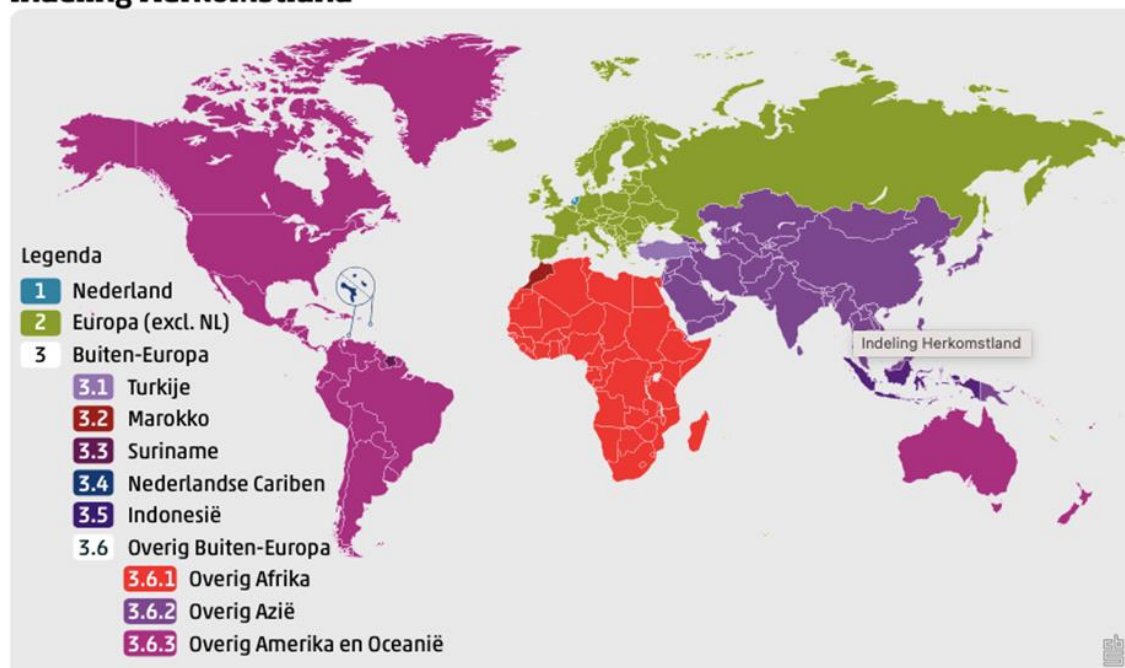 Indeling Herkomstland
Legenda
1 Nederland
2 Europa (excl. NL)
3 Buiten-Europa
3.1 Turkije
3.2 Marokko
3.3 Suriname
3.4 Nederlandse Cariben
3.5 Indonesië
3.6 Overig Buiten-Europa
3.6.1 Overig Afrika
3.6.2 Overig Azië
3.6.3 Overig Amerika en Oceanië
Indeling Herkomstland